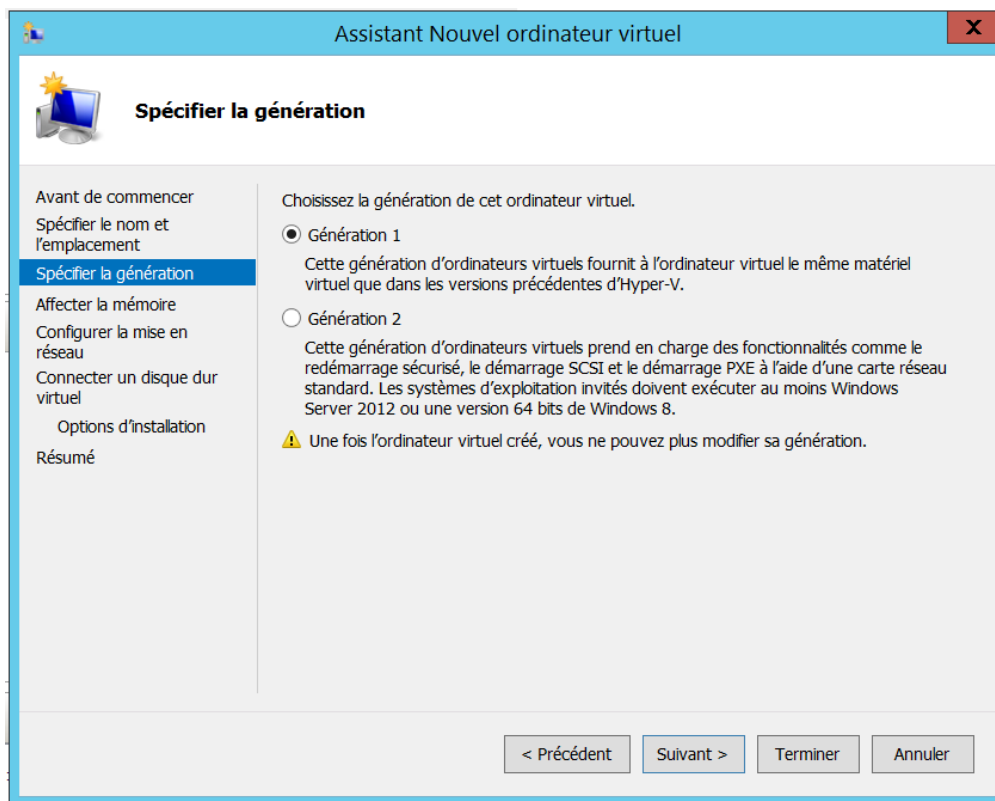 Assistant Nouvel ordinateur virtuel
X
Spécifier la génération
Avant de commencer
Spécifier le nom et
l'emplacement
Spécifier la génération
Affecter la mémoire
Configurer la mise en
réseau
Connecter un disque dur
virtuel
Options d'installation
Résumé
Choisissez la génération de cet ordinateur virtuel.
Génération 1
Cette génération d'ordinateurs virtuels fournit à l'ordinateur virtuel le même matériel
virtuel que dans les versions précédentes d'Hyper-V.
Génération 2
Cette génération d'ordinateurs virtuels prend en charge des fonctionnalités comme le
redémarrage sécurisé, le démarrage SCSI et le démarrage PXE à l'aide d'une carte réseau
standard. Les systèmes d'exploitation invités doivent exécuter au moins Windows
Server 2012 ou une version 64 bits de Windows 8.
Une fois l'ordinateur virtuel créé, vous ne pouvez plus modifier sa génération.
< Précédent
Suivant >
Terminer
Annuler